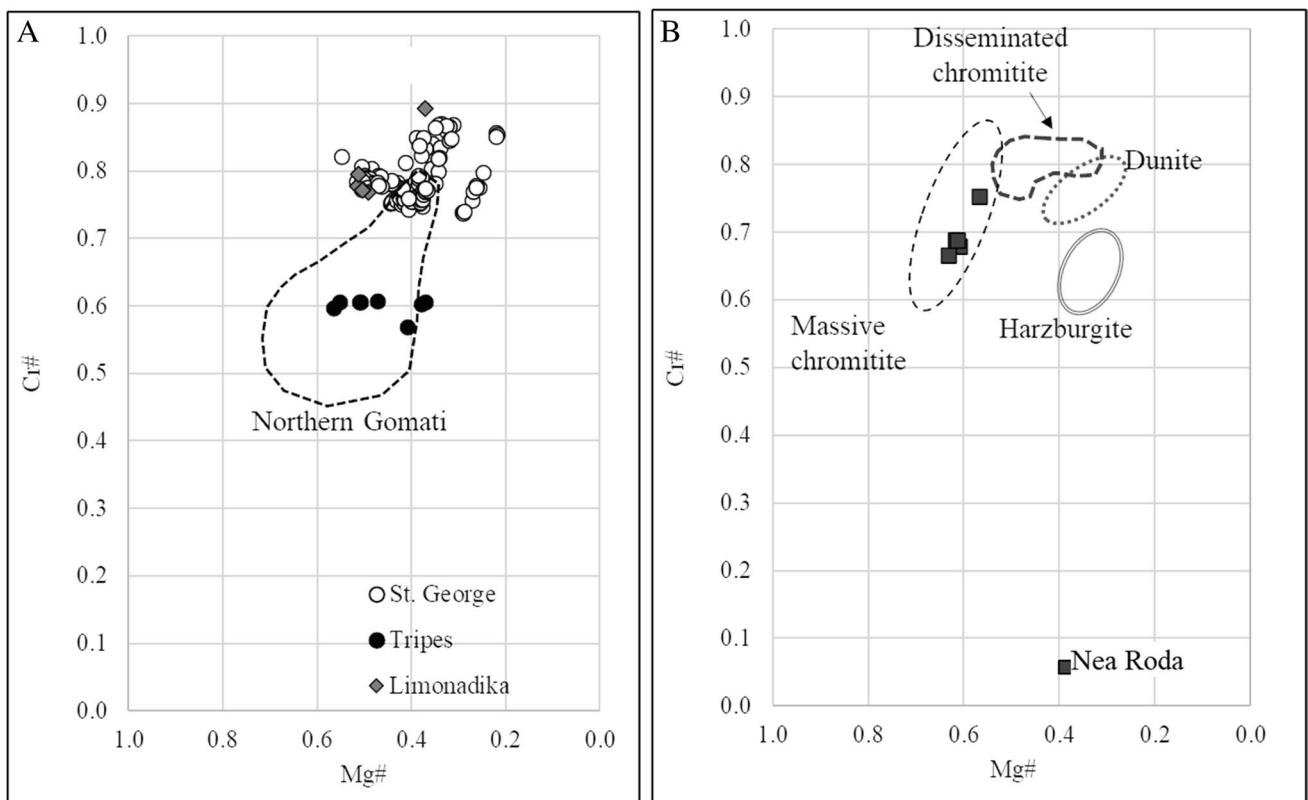 A
1.0
0.9
0.8
0.7
0.6
0.5
0.4
0.3
0.2
0.1
0.0
Cr#
Northern Gomati
St. George
Tripes
Limonadika
1.0 0.8 0.6 0.4 0.2 0.0
Mg#
B
1.0
0.9
0.8
0.7
0.6
0.5
0.4
0.3
0.2
0.1
0.0
Cr#
Disseminated
chromitite
Dunite
Massive
chromitite
Harzburgite
Nea Roda
1.0 0.8 0.6 0.4 0.2 0.0
Mg#